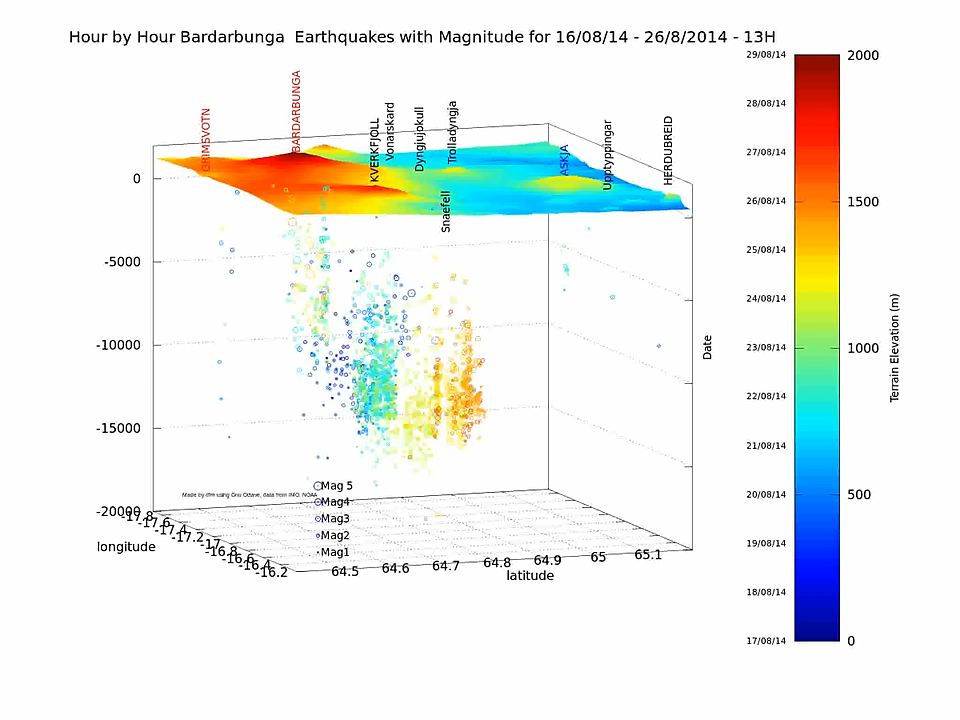 Hour by Hour Bardarbunga  Earthquakes with Magnitude for 16/08/14 - 26/8/2014 - 13H
GRIMSVOTN
BARDARBUNGA
KVERKFJOLL
Vonarskard
Dyngjujokull
Trolladyngja
Snaefell
ASKJA
Upptyppingar
HERDUBREID
0
-5000
-10000
-15000
-20000
Made by dfm using Gnu Octave, data from IMO, NOAA
Mag 5
Mag4
Mag3
Mag2
Mag1
-17.8
-17.6
-17.4
-17.2
-17
-16.8
-16.6
-16.4
-16.2
longitude
64.5
64.6
64.7
64.8
64.9
65
65.1
latitude
Date
29/08/14
28/08/14
27/08/14
26/08/14
25/08/14
24/08/14
23/08/14
22/08/14
21/08/14
20/08/14
19/08/14
18/08/14
17/08/14
2000
1500
1000
500
0
Terrain Elevation (m)